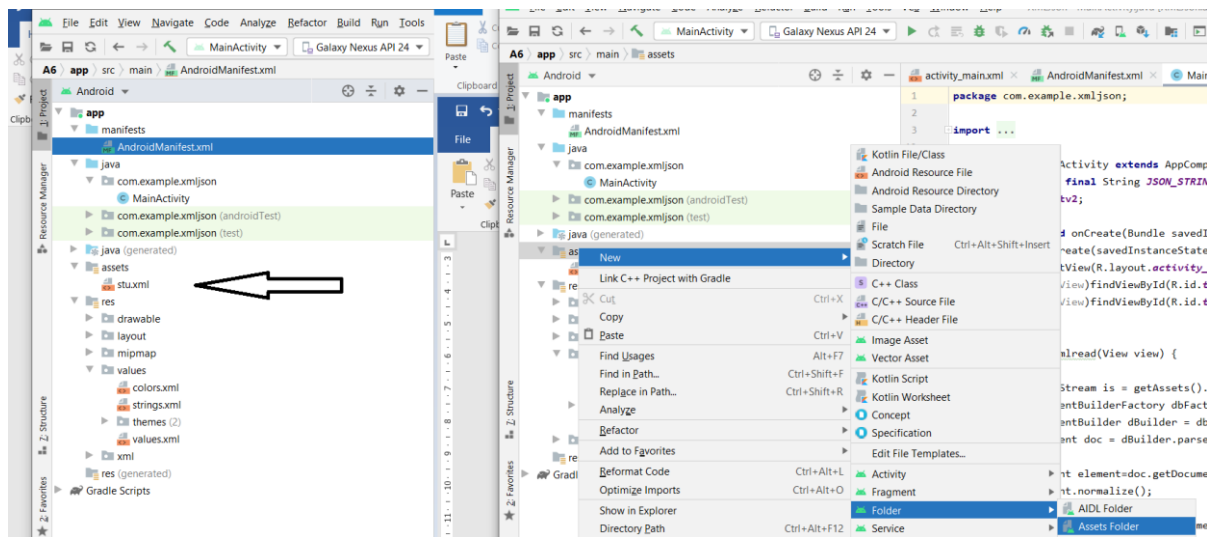 File Edit View Navigate Code Analyze Refactor Build Run Tools
MainActivity
Galaxy Nexus API 24
A6 app src main AndroidManifest.xml
Android
1: Project
Resource Manager
Z: Structure
2: Favorites
app
manifests
AndroidManifest.xml
java
com.example.xmljson
MainActivity
com.example.xmljson (androidTest)
com.example.xmljson (test)
java (generated)
assets
stu.xml
res
drawable
layout
mipmap
values
colors.xml
strings.xml
themes (2)
values.xml
xml
res (generated)
Gradle Scripts
Paste
Clipboard
File
Paste
MainActivity
Galaxy Nexus API 24
A6 app src main assets
Android
activity_main.xml
AndroidManifest.xml
1: Project
Resource Manager
Z: Structure
2: Favorites
app
manifests
AndroidManifest.xml
java
com.example.xmljson
MainActivity
com.example.xmljson (androidTest)
com.example.xmljson (test)
java (generated)
New
Link C++ Project with Gradle
Cut Ctrl+X
Copy
Paste Ctrl+V
Find Usages Alt+F7
Find in Path... Ctrl+Shift+F
Replace in Path... Ctrl+Shift+R
Analyze
Refactor
Add to Favorites
Reformat Code Ctrl+Alt+L
Optimize Imports Ctrl+Alt+O
Show in Explorer
Directory Path Ctrl+Alt+F12
Kotlin File/Class
Android Resource File
Android Resource Directory
Sample Data Directory
File
Scratch File Ctrl+Alt+Shift+Insert
Directory
C++ Class
C/C++ Source File
C/C++ Header File
Image Asset
Vector Asset
Kotlin Script
Kotlin Worksheet
Concept
Specification
Edit File Templates...
Activity
Fragment
Folder
Service
AIDL Folder
Assets Folder
1 package com.example.xmljson;
2
3 import ...
Activity extends AppComp
final String JSON_STRIN
tv2;
onCreate(Bundle savedI
reate(savedInstanceState
tView(R.layout.activity_
View)findViewById(R.id.t
View)findViewById(R.id.t
mlread(View view) {
Stream is = getAssets().
entBuilderFactory dbFact
entBuilder dBuilder = db
ent doc = dBuilder.parse
nt element=doc.getDocume
nt.normalize();